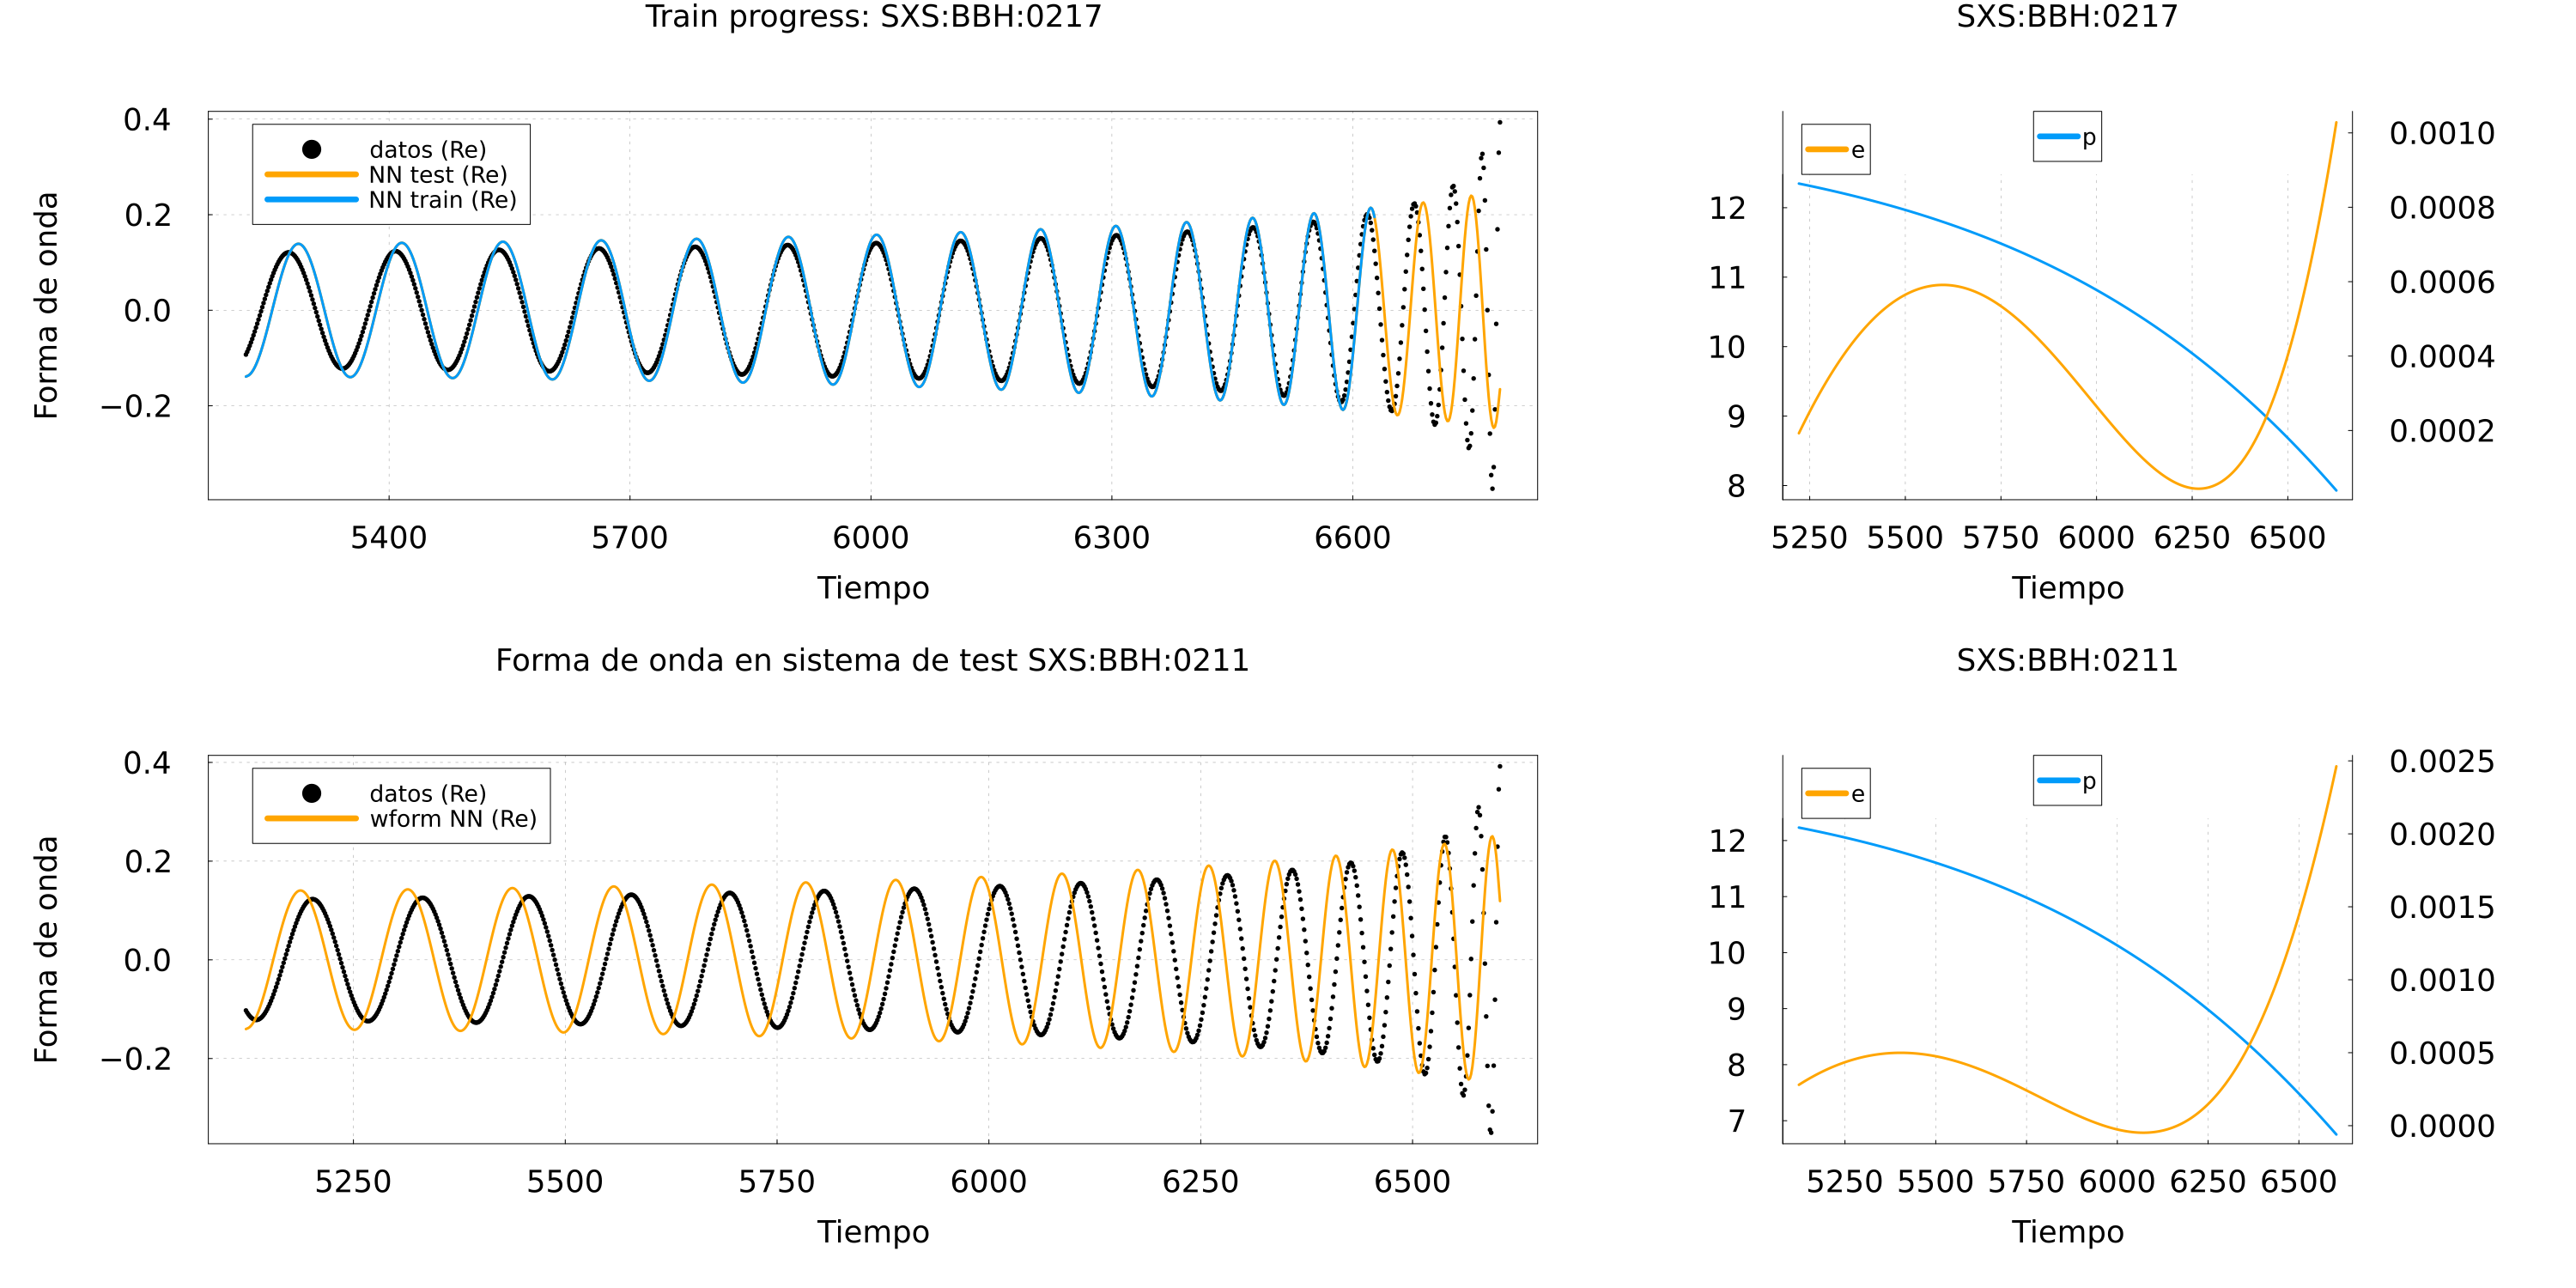 Train progress: SXS:BBH:0217
Forma de onda
0.4
0.2
0.0
−0.2
datos (Re)
NN test (Re)
NN train (Re)
5400 5700 6000 6300 6600
Tiempo
SXS:BBH:0217
12
11
10
9
8
e
p
0.0010
0.0008
0.0006
0.0004
0.0002
5250 5500 5750 6000 6250 6500
Tiempo
Forma de onda en sistema de test SXS:BBH:0211
Forma de onda
0.4
0.2
0.0
−0.2
datos (Re)
wform NN (Re)
5250 5500 5750 6000 6250 6500
Tiempo
SXS:BBH:0211
12
11
10
9
8
7
e
p
0.0025
0.0020
0.0015
0.0010
0.0005
0.0000
5250 5500 5750 6000 6250 6500
Tiempo